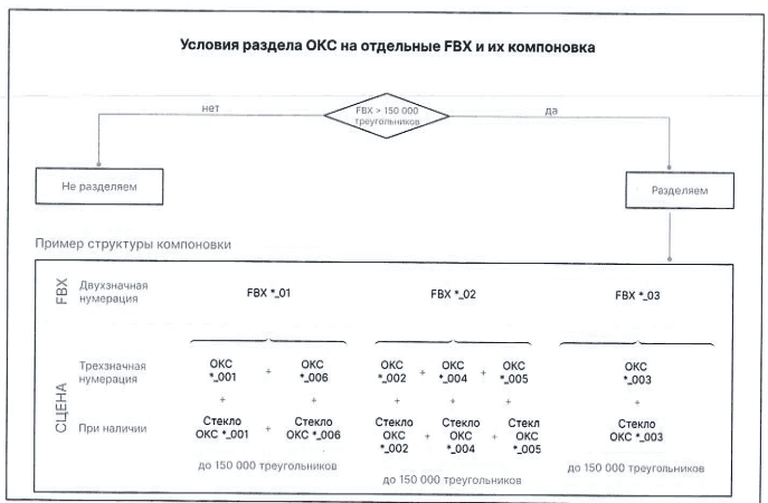 Условия раздела ОКС на отдельные FBX и их компоновка
нет
FBX > 150 000
треугольников
да
Не разделяем
Разделяем
Пример структуры компоновки
FBX
Двухзначная
нумерация
FBX *_01
FBX *_02
FBX *_03
СЦЕНА
Трехзначная
нумерация
ОКС
*_001
+
ОКС
*_006
ОКС
*_002
+
ОКС
*_004
+
ОКС
*_005
ОКС
*_003
+
+
+
+
+
+
При наличии
Стекло
ОКС *_001
+
Стекло
ОКС *_006
Стекло
ОКС
*_002
+
Стекло
ОКС
*_004
+
Стекл
ОКС
*_005
Стекло
ОКС *_003
до 150 000 треугольников
до 150 000 треугольников
до 150 000 треугольников